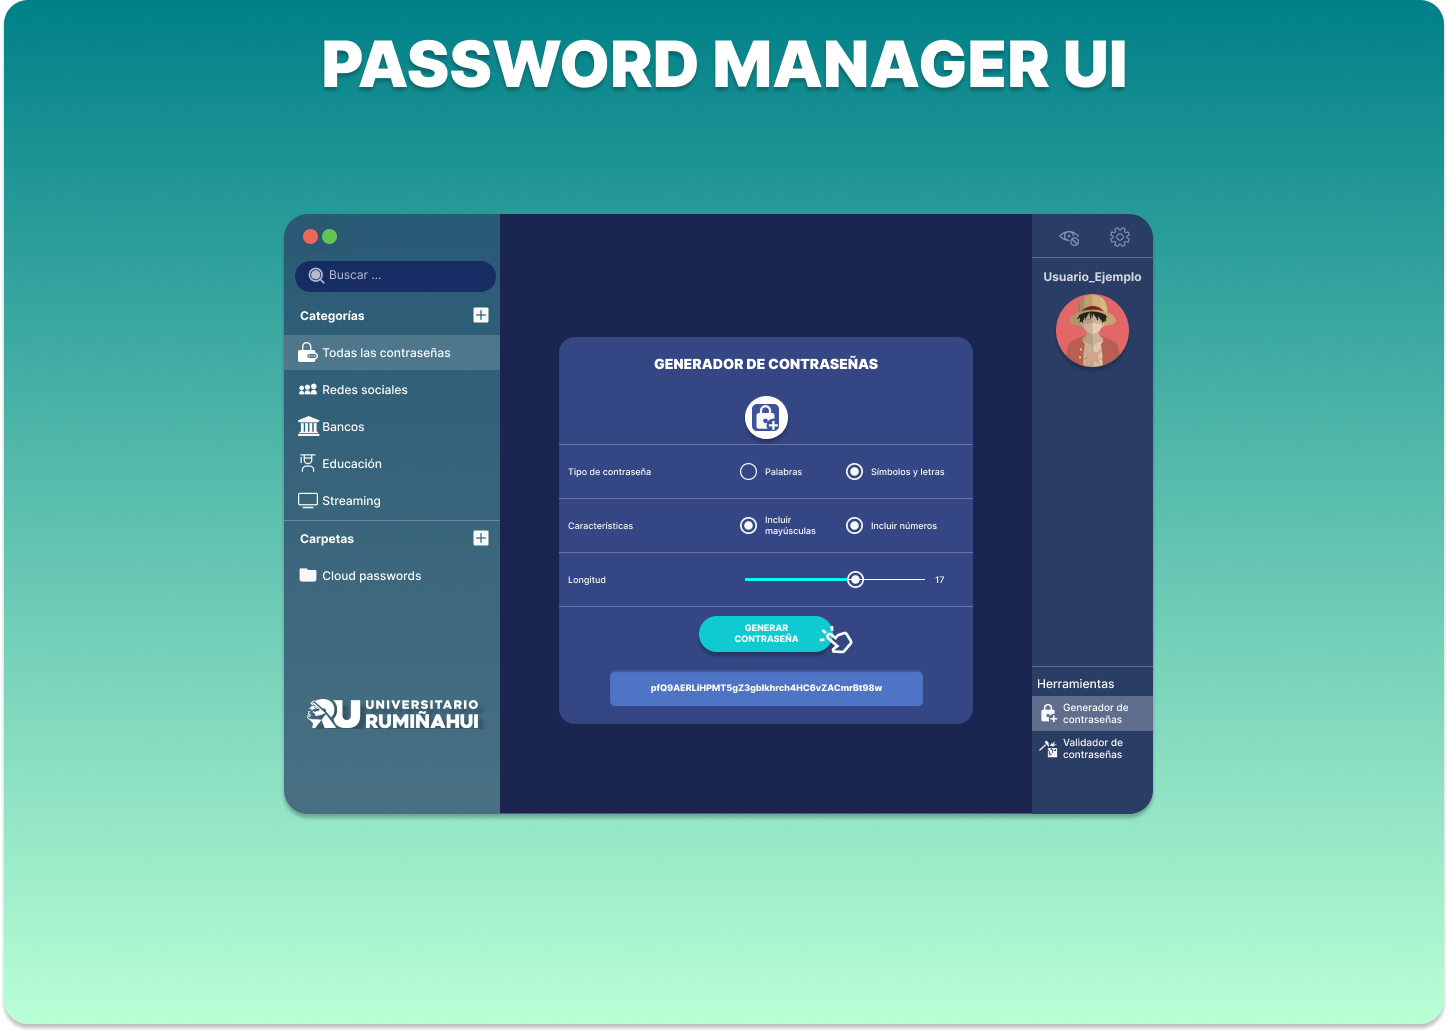 PASSWORD MANAGER UI
Buscar ...
Categorías
Todas las contraseñas
Redes sociales
Bancos
Educación
Streaming
Carpetas
Cloud passwords
UNIVERSITARIO
RUMIÑAHUI
GENERADOR DE CONTRASEÑAS
Tipo de contraseña
Palabras
Símbolos y letras
Características
Incluir
mayúsculas
Incluir números
Longitud
17
GENERAR
CONTRASEÑA
pfQ9AERLiHPMT5gZ3gbIkhrch4HC6vZACmrBt98w
Usuario_Ejemplo
Herramientas
Generador de
contraseñas
Validador de
contraseñas